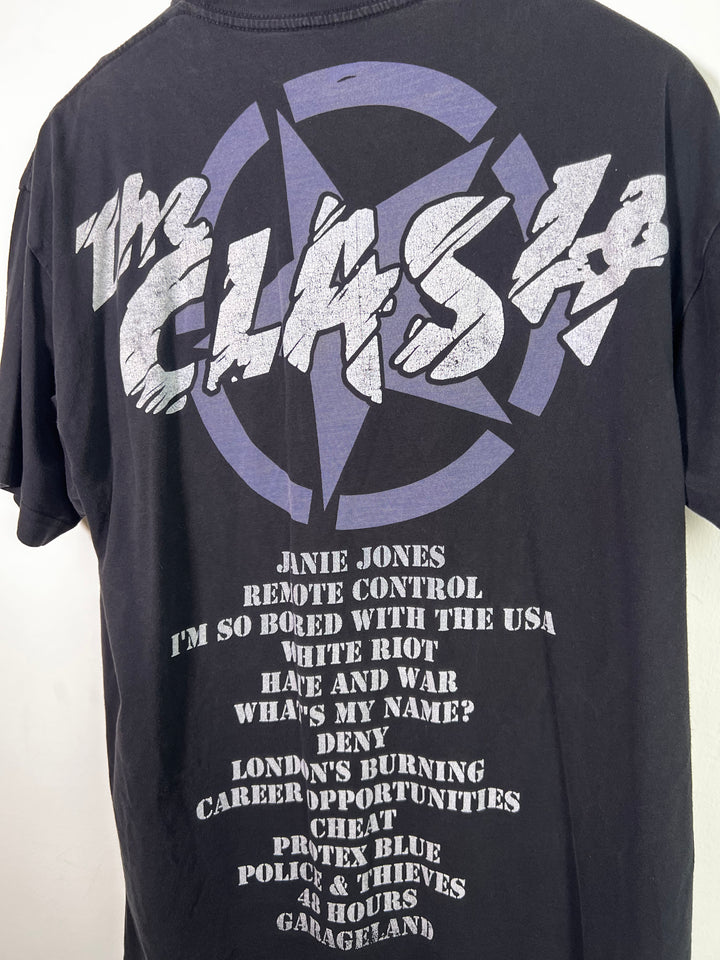 The
CLASH
JANIE JONES
REMOTE CONTROL
I'M SO BORED WITH THE USA
WHITE RIOT
HATE AND WAR
WHAT'S MY NAME?
DENY
LONDON'S BURNING
CAREER OPPORTUNITIES
CHEAT
PROTEX BLUE
POLICE & THIEVES
48 HOURS
GARAGELAND